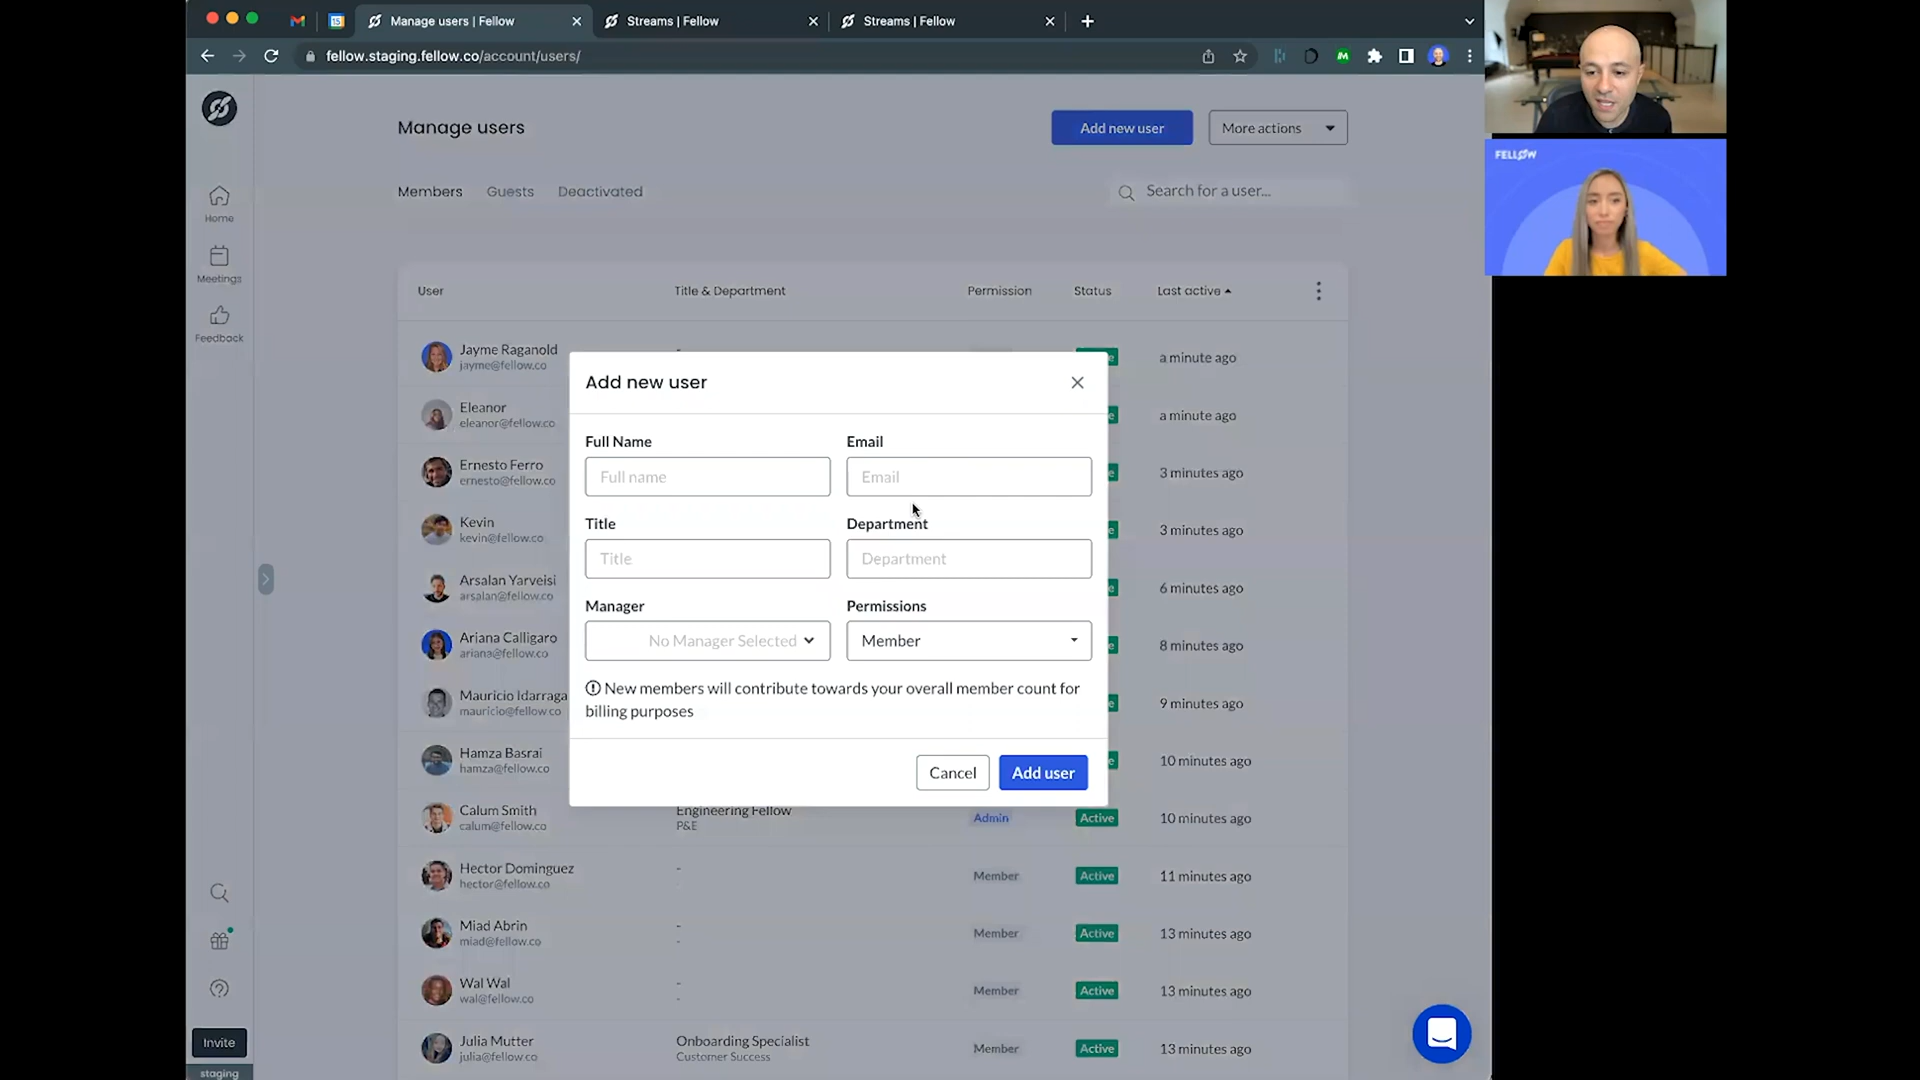 Manage users | Fellow
Streams | Fellow
Streams | Fellow
fellow.staging.fellow.co/account/users/
FELLOW
Manage users
Add new user
More actions
Members
Guests
Deactivated
Search for a user...
Home
Meetings
Feedback
User
Title & Department
Permission
Status
Last active
Jayme Raganold
jayme@fellow.co
-
a minute ago
Eleanor
eleanor@fellow.co
a minute ago
Ernesto Ferro
ernesto@fellow.co
3 minutes ago
Kevin
kevin@fellow.co
3 minutes ago
Arsalan Yarveisi
arsalan@fellow.co
6 minutes ago
Ariana Calligaro
ariana@fellow.co
8 minutes ago
Mauricio Idarraga
mauricio@fellow.co
9 minutes ago
Hamza Basrai
hamza@fellow.co
10 minutes ago
Add new user
Full Name
Full name
Email
Email
Title
Title
Department
Department
Manager
No Manager Selected
Permissions
Member
New members will contribute towards your overall member count for
billing purposes
Cancel
Add user
Calum Smith
calum@fellow.co
Engineering Fellow
P&E
Admin
Active
10 minutes ago
Hector Dominguez
hector@fellow.co
-
-
Member
Active
11 minutes ago
Miad Abrin
miad@fellow.co
-
-
Member
Active
13 minutes ago
Wal Wal
wal@fellow.co
-
-
Member
Active
13 minutes ago
Julia Mutter
julia@fellow.co
Onboarding Specialist
Customer Success
Member
Active
13 minutes ago
Invite
staging